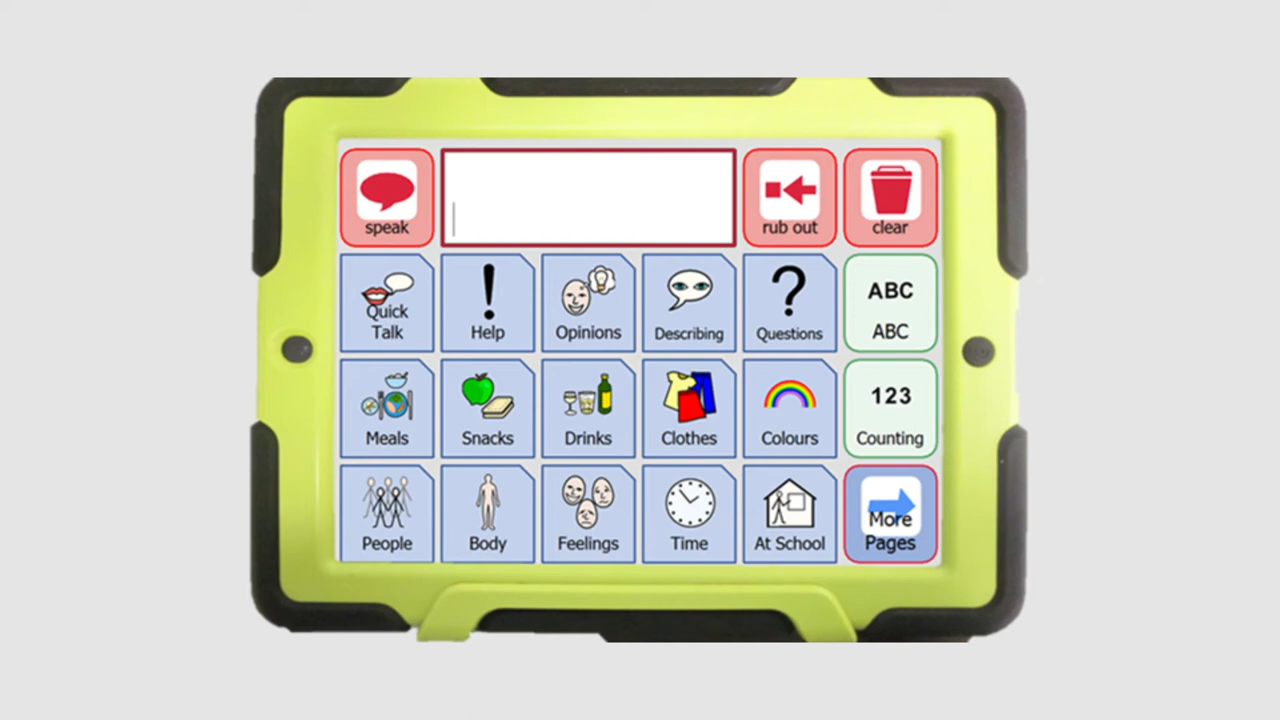 speak
rub out
clear
Quick
Talk
Help
Opinions
Describing
?
Questions
ABC
ABC
Meals
Snacks
Drinks
Clothes
Colours
123
Counting
People
Body
Feelings
Time
At School
More
Pages